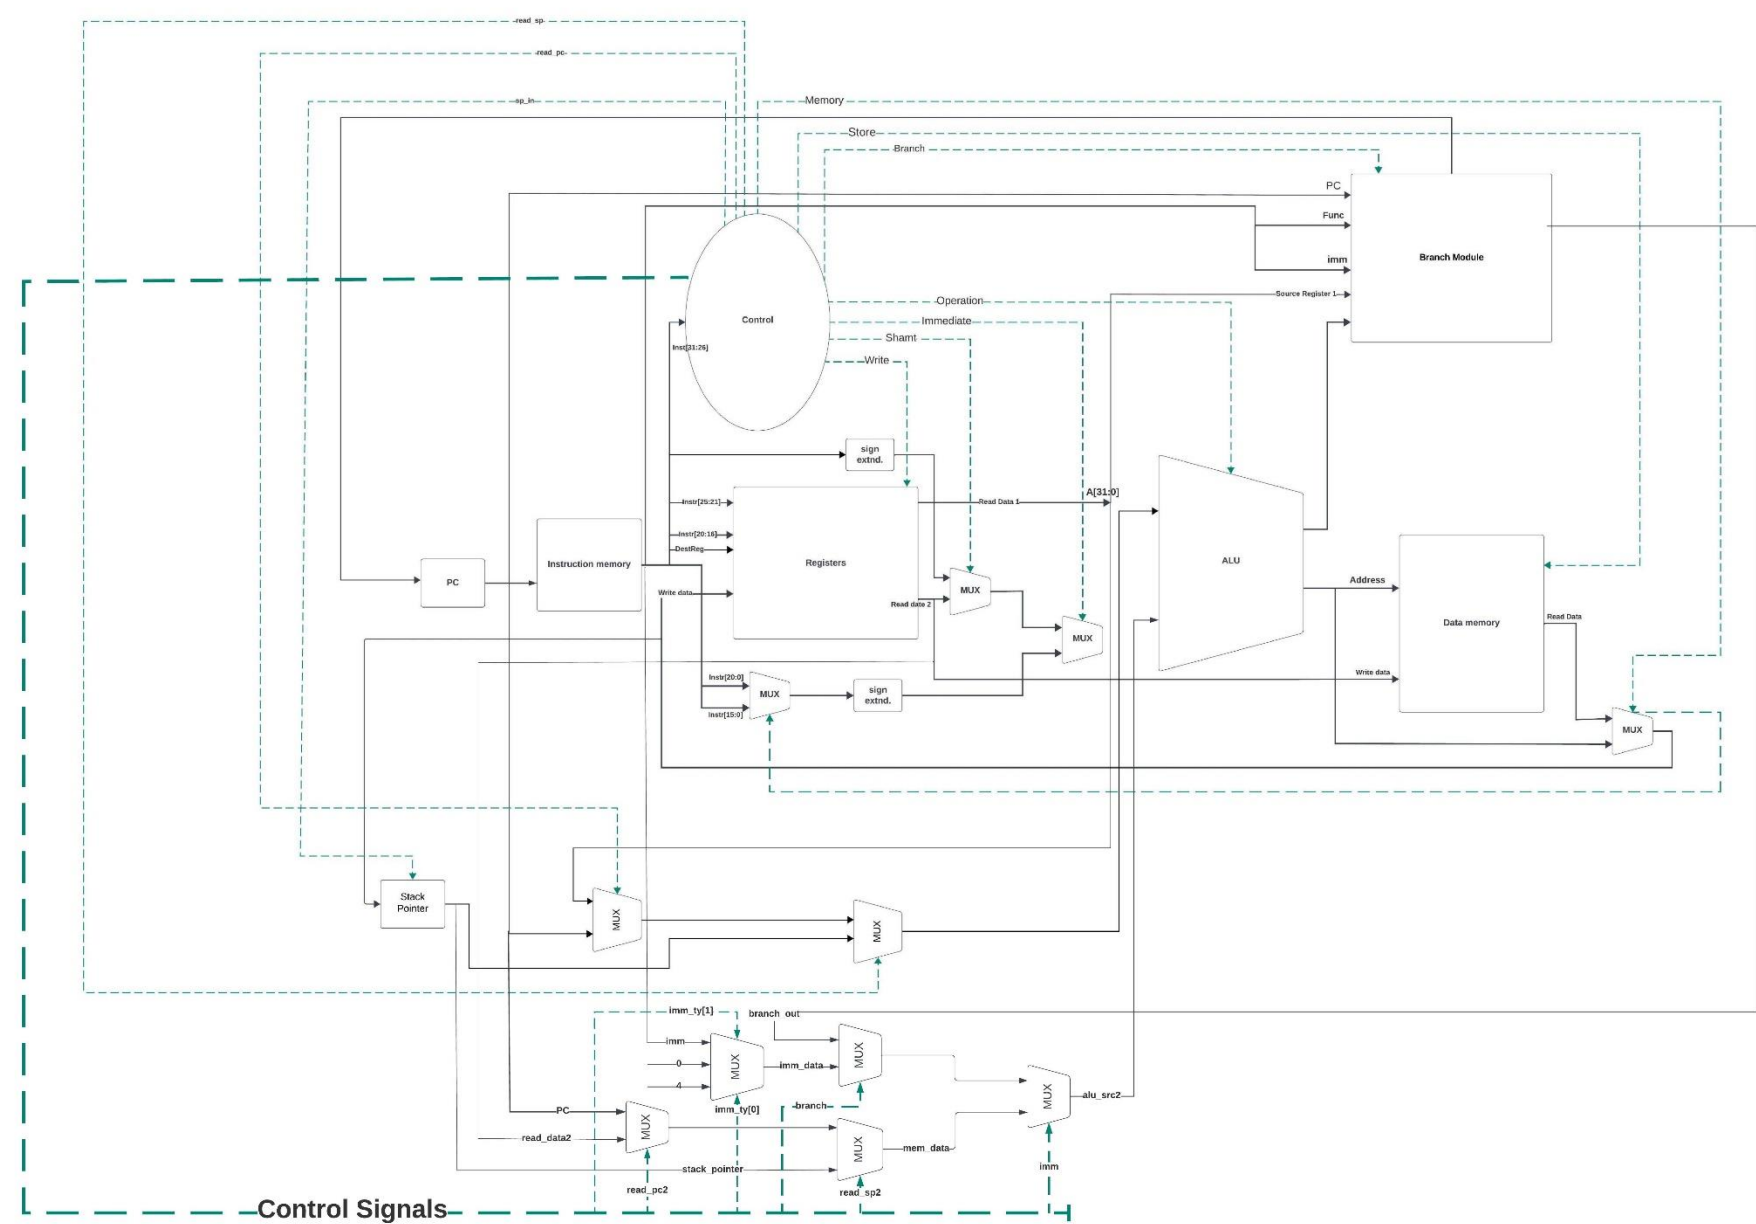 read_sp
read_pc
sp_in
Memory
Store
Branch
PC
Func
imm
Branch Module
Source Register 1
Operation
Control
Immediate
Shamt
Inst[31:26]
Write
sign
extnd.
A[31:0]
Instr[25:21]
Read Data 1
Instr[20:16]
DestReg
Registers
ALU
Instruction memory
PC
Address
MUX
Write data
Read date 2
Read Data
Data memory
MUX
Write data
Instr[20:0]
MUX
sign
extnd.
Instr[15:0]
MUX
Stack
Pointer
MUX
MUX
imm_ty[1]
branch_out
imm
0
4
MUX
imm_data
MUX
MUX
alu_src2
imm_ty[0]
branch
PC
MUX
read_data2
MUX
mem_data
stack_pointer
imm
read_pc2
read_sp2
Control Signals